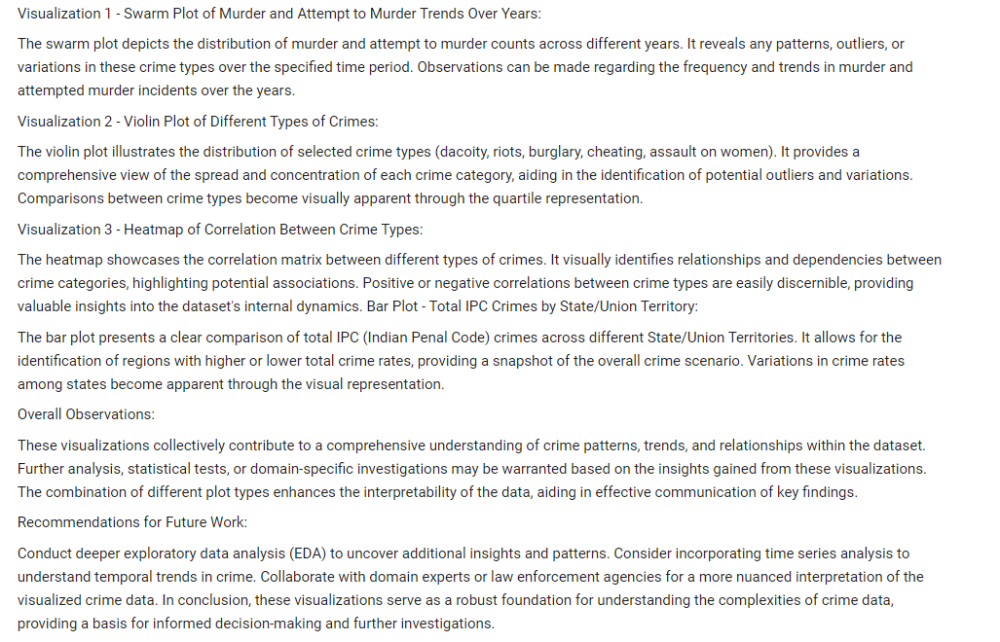 Visualization 1 - Swarm Plot of Murder and Attempt to Murder Trends Over Years:
The swarm plot depicts the distribution of murder and attempt to murder counts across different years. It reveals any patterns, outliers, or
variations in these crime types over the specified time period. Observations can be made regarding the frequency and trends in murder and
attempted murder incidents over the years.
Visualization 2 - Violin Plot of Different Types of Crimes:
The violin plot illustrates the distribution of selected crime types (dacoity, riots, burglary, cheating, assault on women). It provides a
comprehensive view of the spread and concentration of each crime category, aiding in the identification of potential outliers and variations.
Comparisons between crime types become visually apparent through the quartile representation.
Visualization 3 - Heatmap of Correlation Between Crime Types:
The heatmap showcases the correlation matrix between different types of crimes. It visually identifies relationships and dependencies between
crime categories, highlighting potential associations. Positive or negative correlations between crime types are easily discernible, providing
valuable insights into the dataset's internal dynamics. Bar Plot - Total IPC Crimes by State/Union Territory:
The bar plot presents a clear comparison of total IPC (Indian Penal Code) crimes across different State/Union Territories. It allows for the
identification of regions with higher or lower total crime rates, providing a snapshot of the overall crime scenario. Variations in crime rates
among states become apparent through the visual representation.
Overall Observations:
These visualizations collectively contribute to a comprehensive understanding of crime patterns, trends, and relationships within the dataset.
Further analysis, statistical tests, or domain-specific investigations may be warranted based on the insights gained from these visualizations.
The combination of different plot types enhances the interpretability of the data, aiding in effective communication of key findings.
Recommendations for Future Work:
Conduct deeper exploratory data analysis (EDA) to uncover additional insights and patterns. Consider incorporating time series analysis to
understand temporal trends in crime. Collaborate with domain experts or law enforcement agencies for a more nuanced interpretation of the
visualized crime data. In conclusion, these visualizations serve as a robust foundation for understanding the complexities of crime data,
providing a basis for informed decision-making and further investigations.